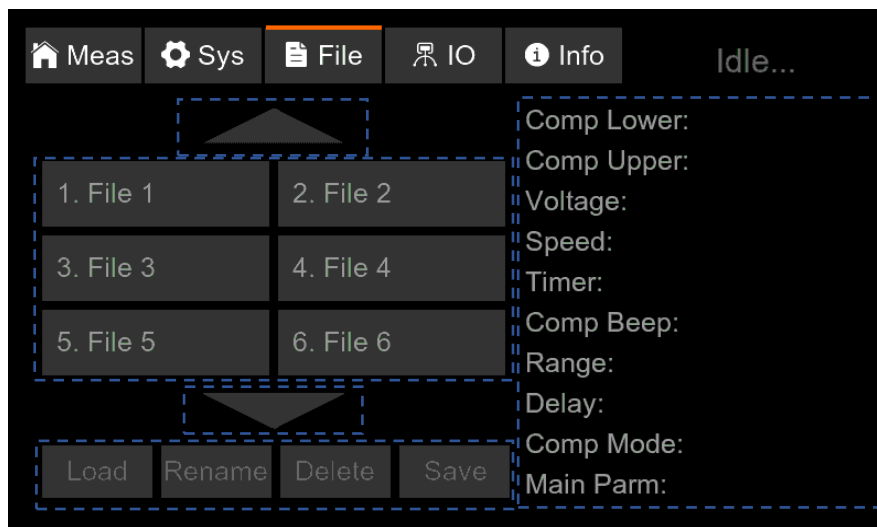 Meas Sys File IO Info Idle...
1. File 1 2. File 2
3. File 3 4. File 4
5. File 5 6. File 6
Load Rename Delete Save
Comp Lower:
Comp Upper:
Voltage:
Speed:
Timer:
Comp Beep:
Range:
Delay:
Comp Mode:
Main Parm: